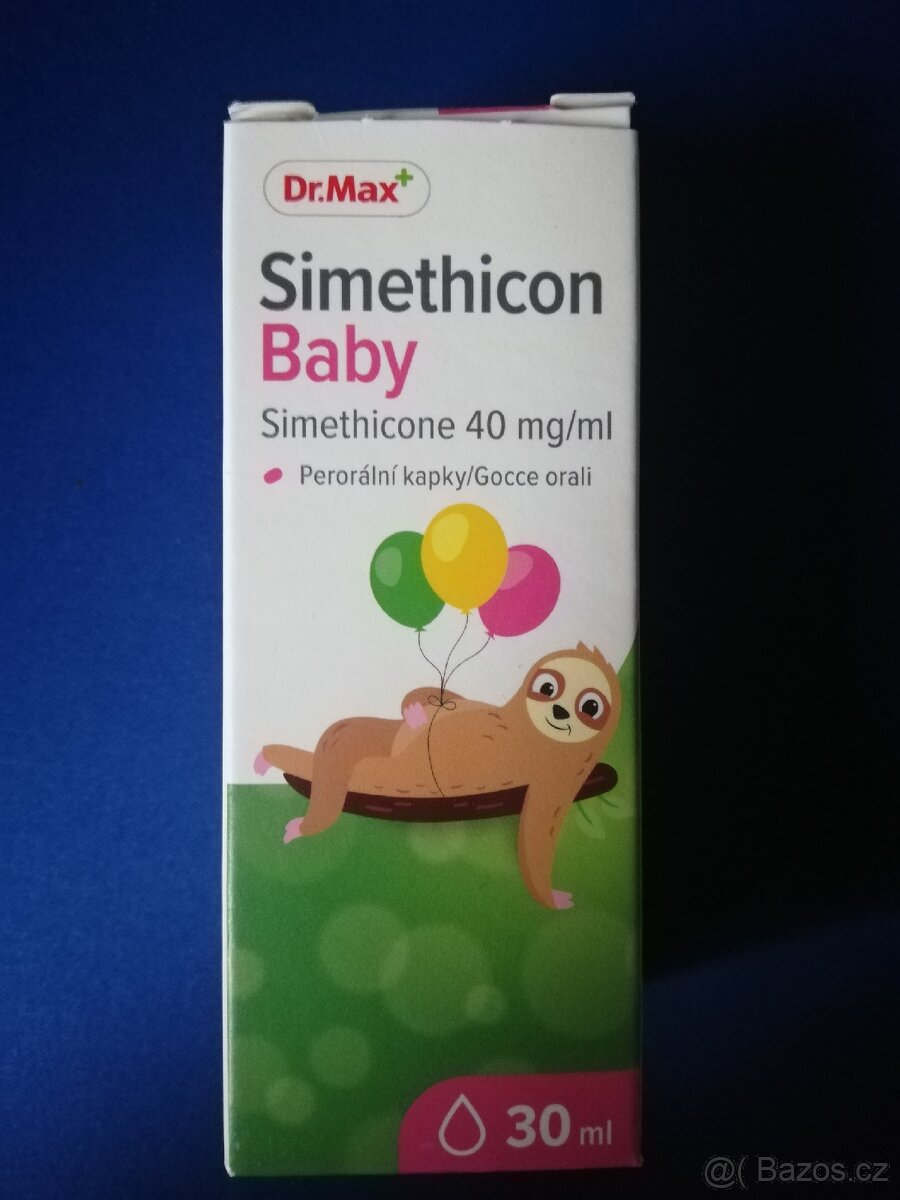 Dr.Max+
Simethicon
Baby
Simethicone 40 mg/ml
Perorální kapky/Gocce orali
30 ml
@( Bazos.cz